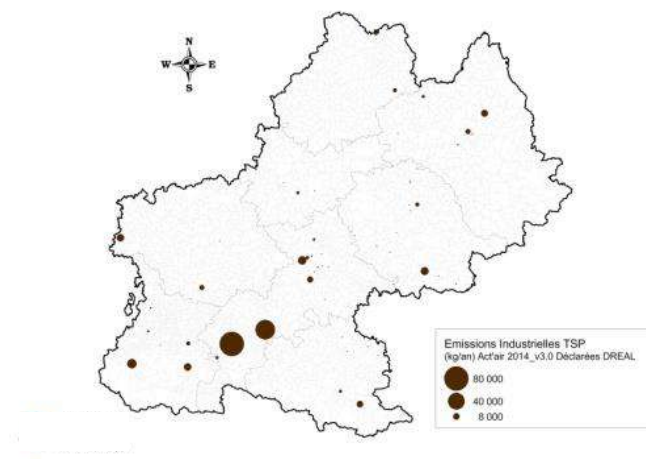 N
W E
S
Emissions Industrielles TSP
(kg/an) Act'air 2014_v3.0 Déclarées DREAL
80 000
40 000
8 000